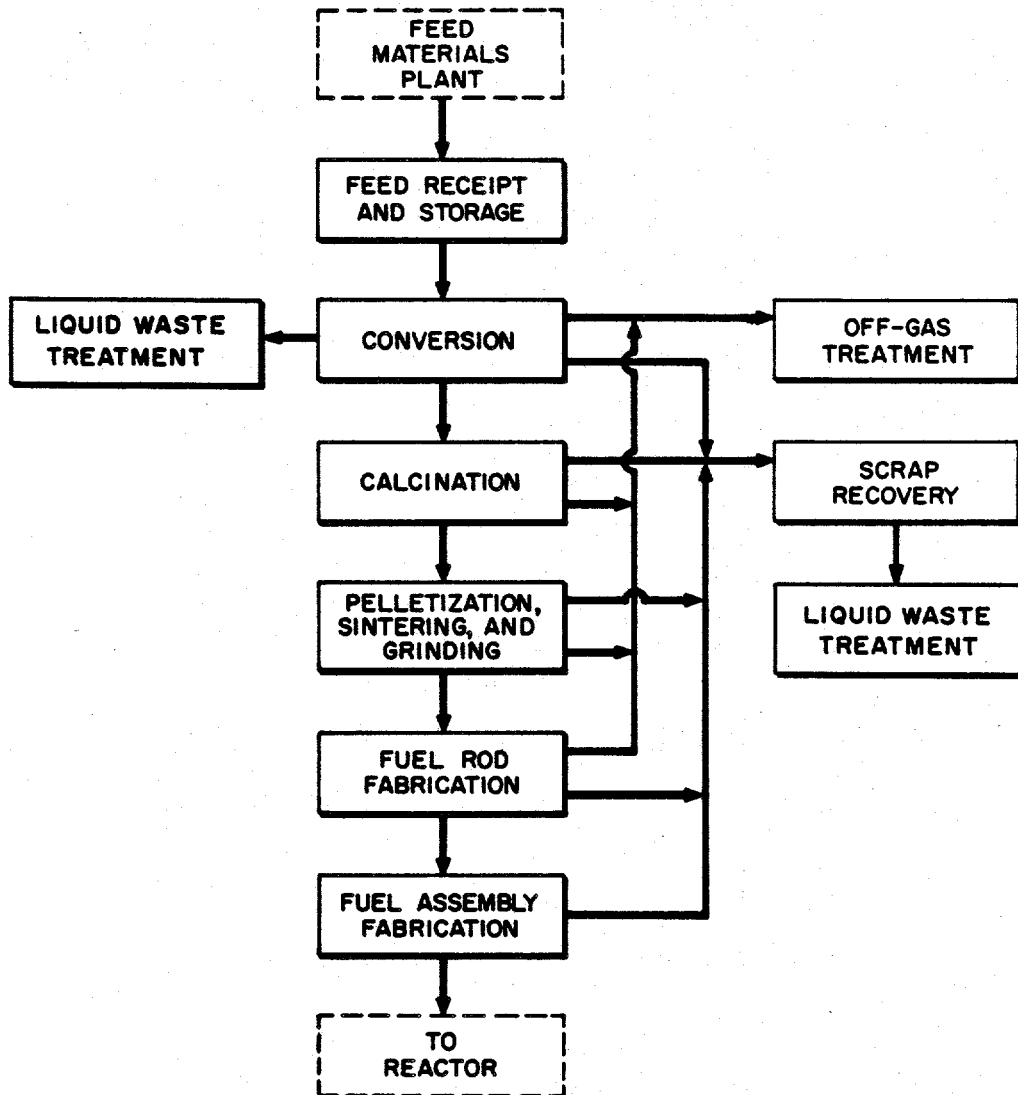 FEED
MATERIALS
PLANT
FEED RECEIPT
AND STORAGE
LIQUID WASTE
TREATMENT
CONVERSION
OFF-GAS
TREATMENT
CALCINATION
SCRAP
RECOVERY
PELLETIZATION,
SINTERING, AND
GRINDING
LIQUID WASTE
TREATMENT
FUEL ROD
FABRICATION
FUEL ASSEMBLY
FABRICATION
TO
REACTOR